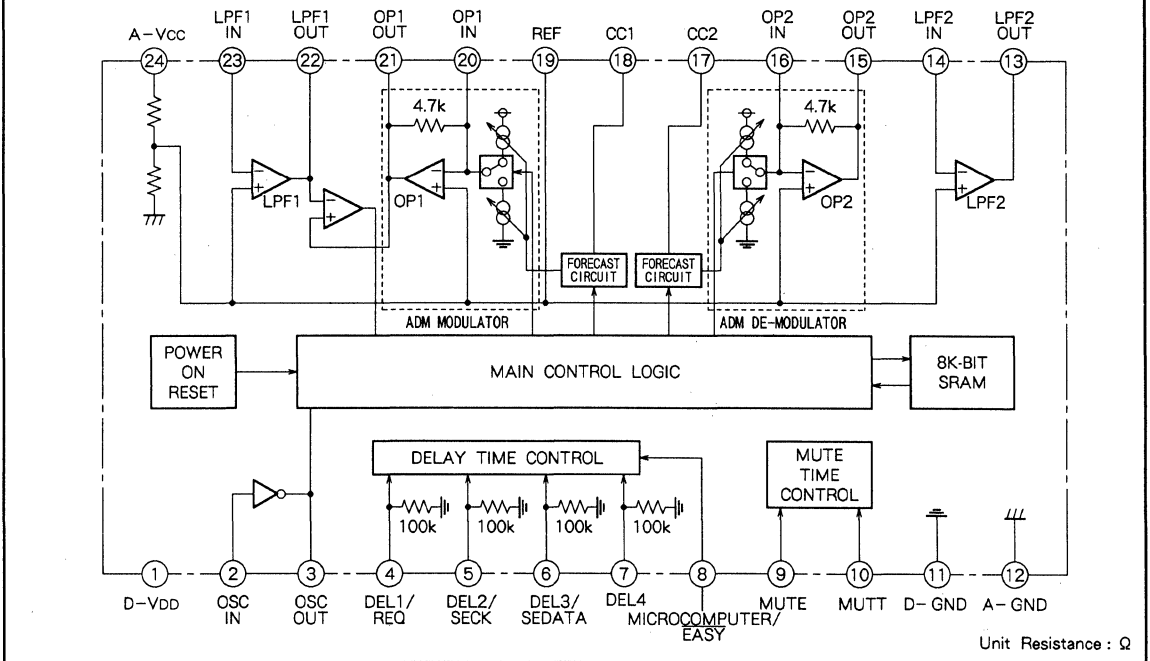 A-Vcc
LPF1 IN
LPF1 OUT
OP1 OUT
OP1 IN
REF
CC1
CC2
OP2 IN
OP2 OUT
LPF2 IN
LPF2 OUT
24
23
22
21
20
19
18
17
16
15
14
13
4.7k
4.7k
− +
LPF1
− +
− +
OP1
− +
OP2
− +
LPF2
FORECAST CIRCUIT
FORECAST CIRCUIT
ADM MODULATOR
ADM DE-MODULATOR
POWER
ON
RESET
MAIN CONTROL LOGIC
8K-BIT
SRAM
DELAY TIME CONTROL
MUTE
TIME
CONTROL
100k
100k
100k
100k
1
2
3
4
5
6
7
8
9
10
11
12
D-VDD
OSC IN
OSC OUT
DEL1/ REQ
DEL2/ SECK
DEL3/ SEDATA
DEL4
MICROCOMPUTER/ EASY
MUTE
MUTT
D-GND
A-GND
Unit Resistance : Ω